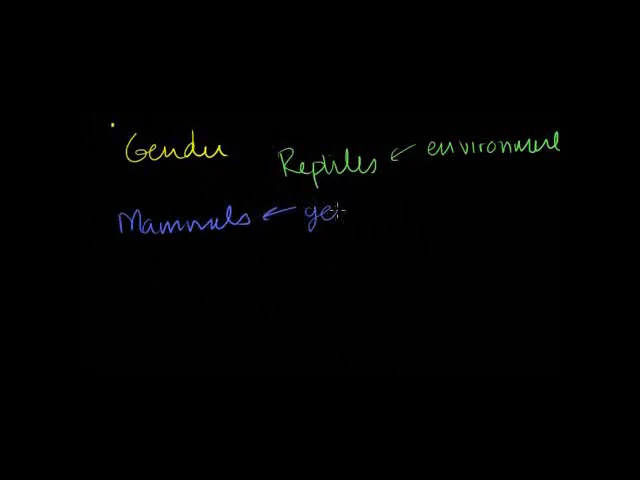 Gender
Reptiles ← environment
Mammals ← ge